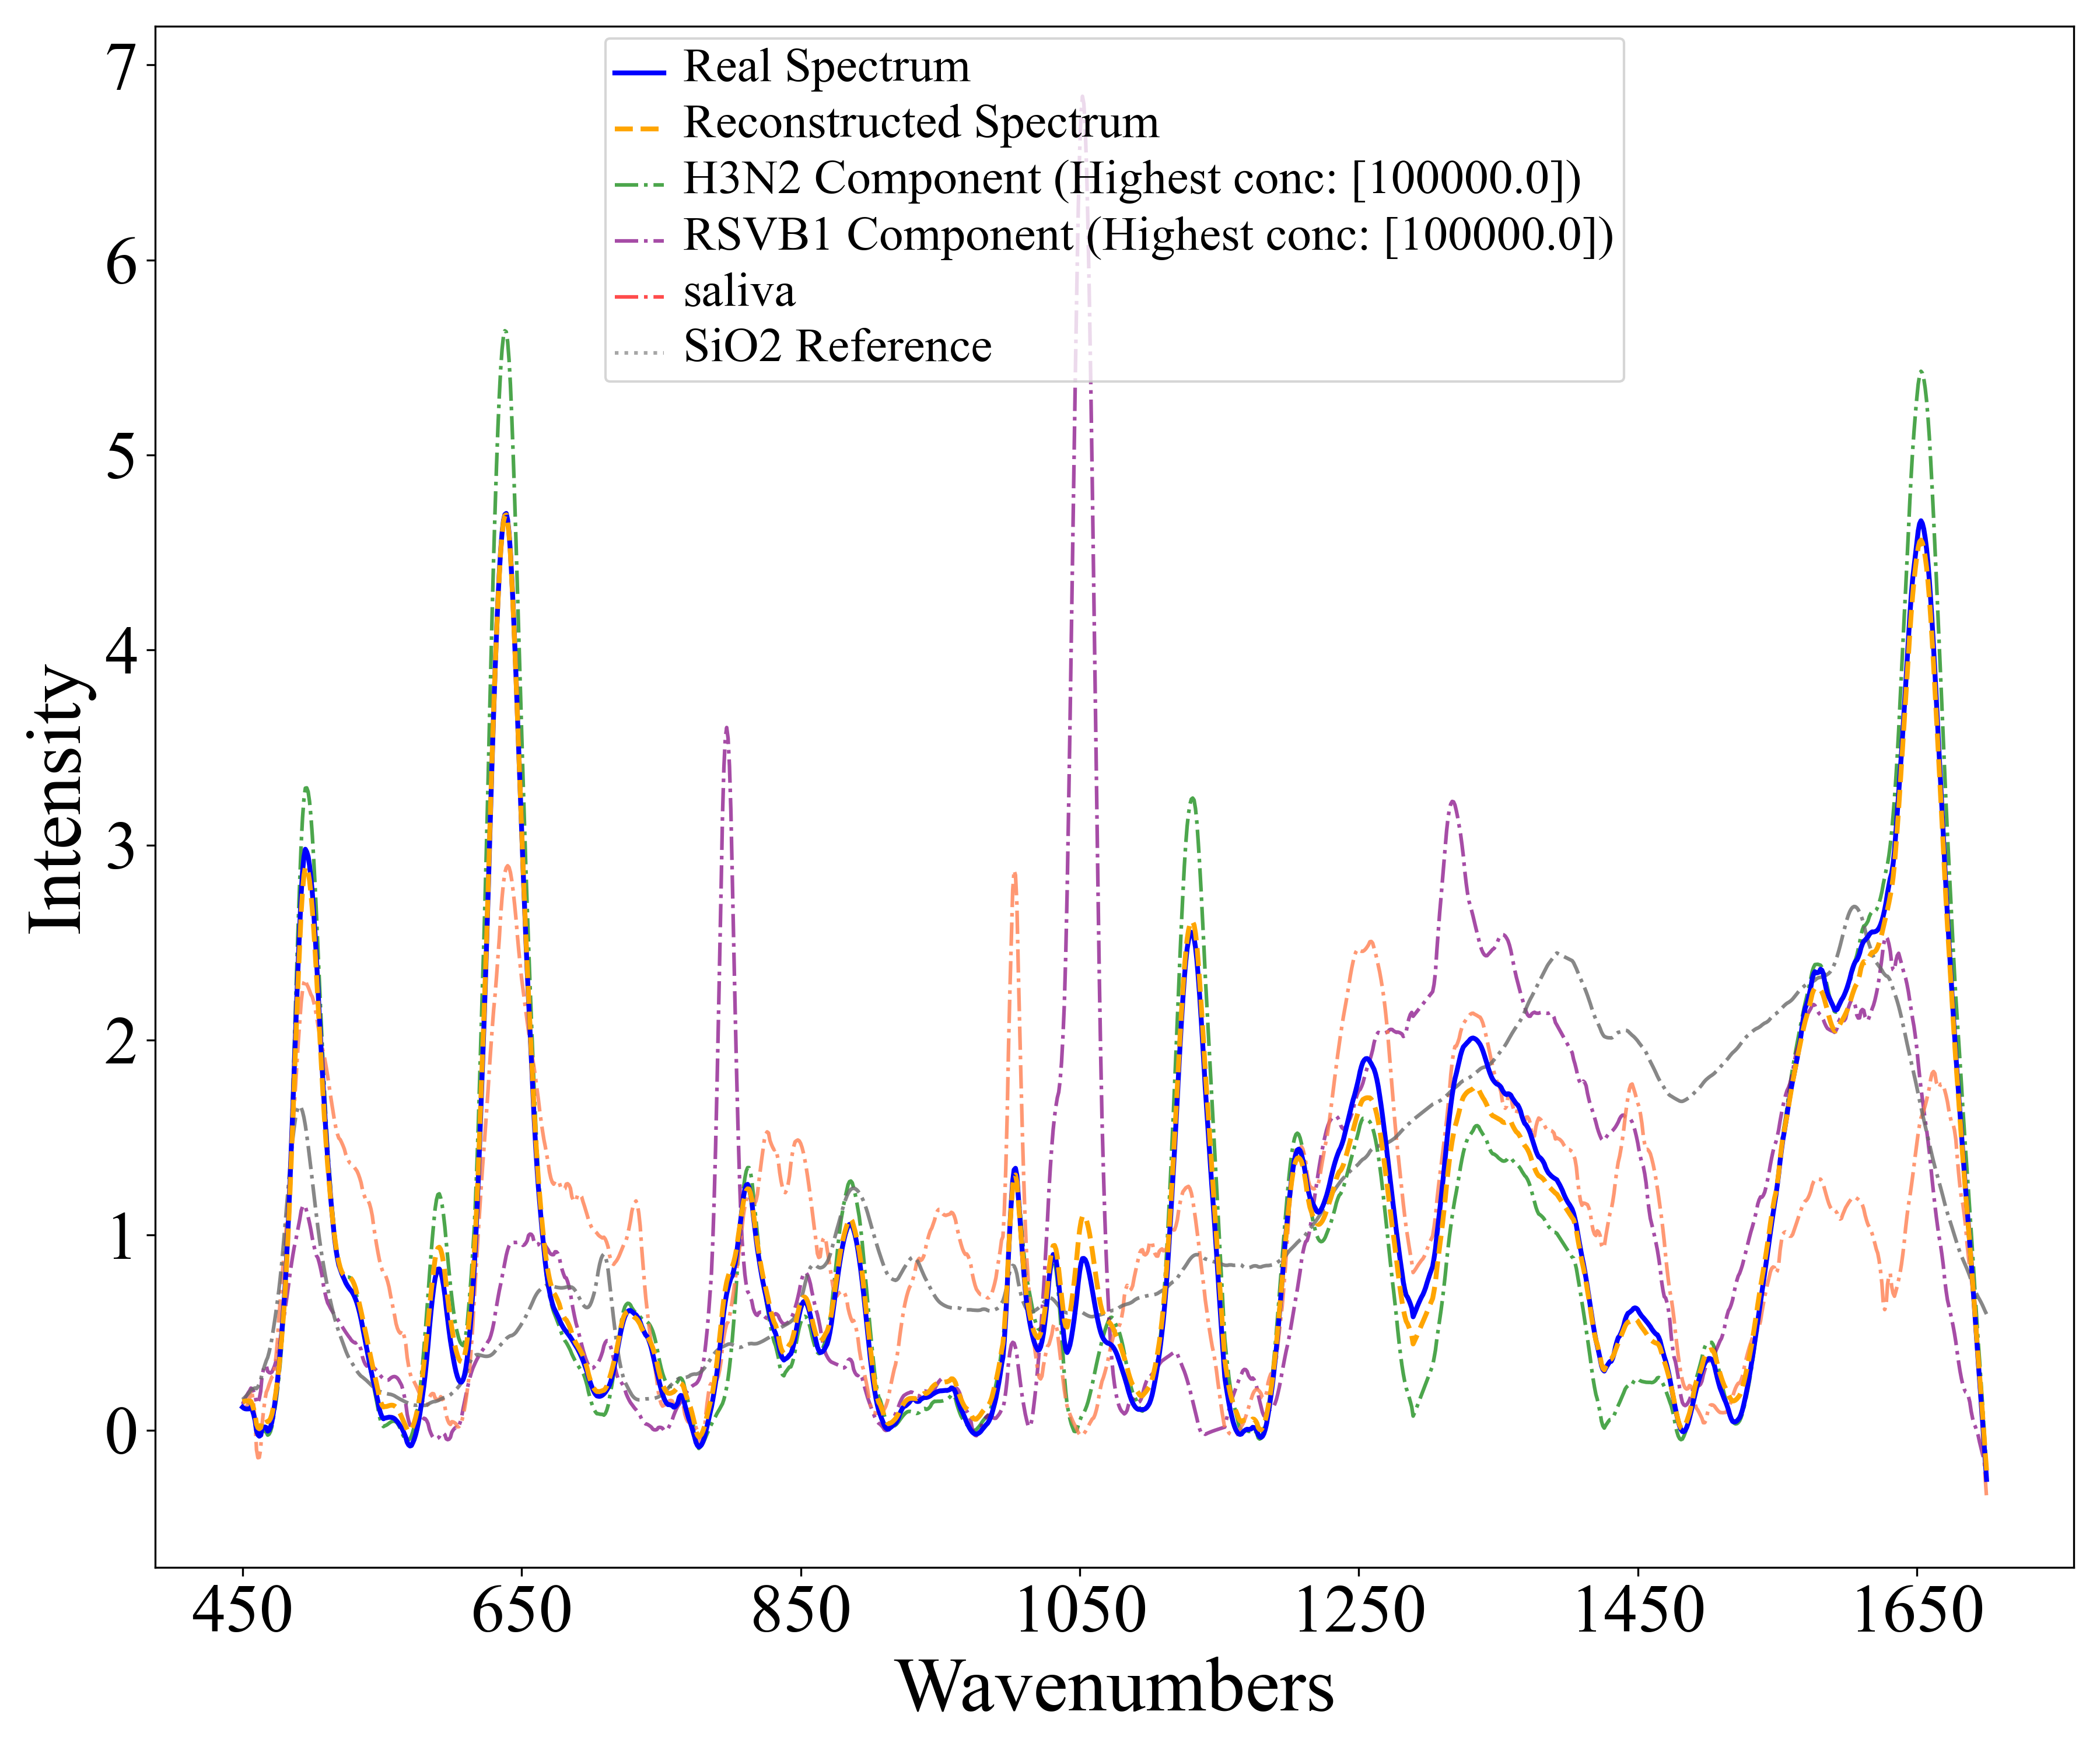 Real Spectrum
Reconstructed Spectrum
H3N2 Component (Highest conc: [100000.0])
RSVB1 Component (Highest conc: [100000.0])
saliva
SiO2 Reference
7
6
5
4
3
2
1
0
Intensity
450 650 850 1050 1250 1450 1650
Wavenumbers